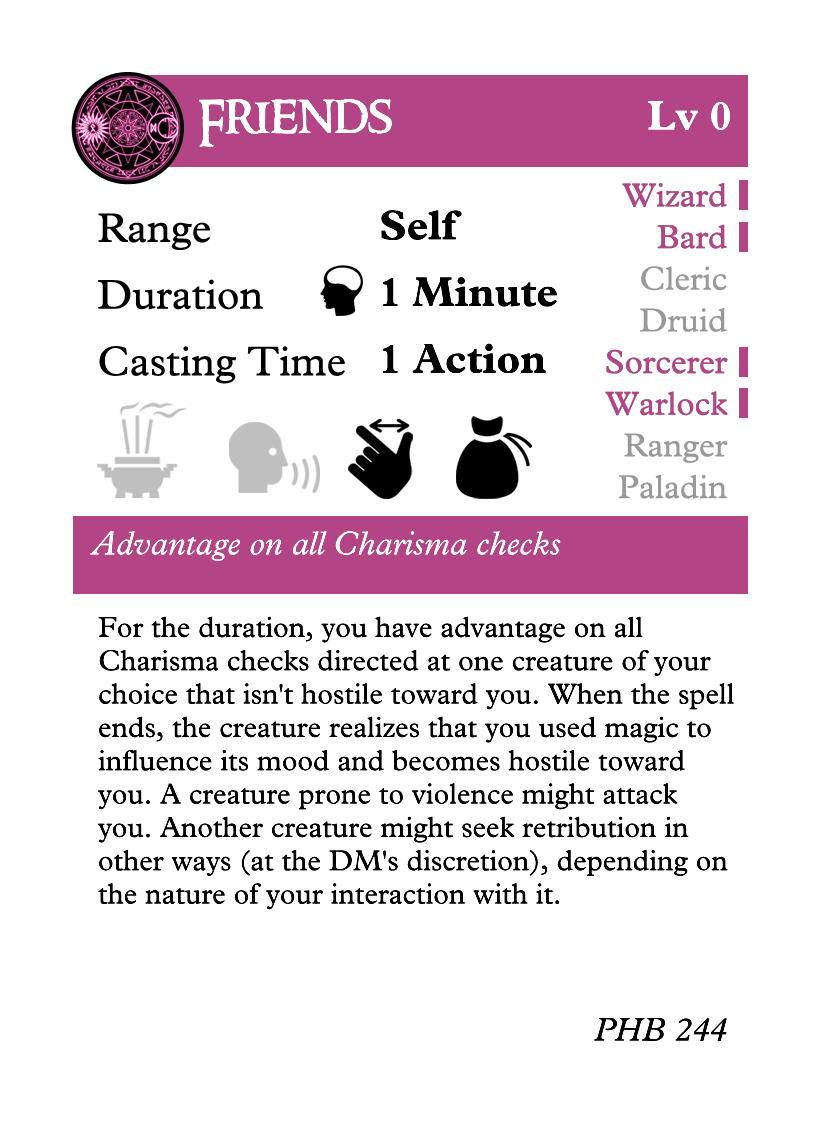 FRIENDS
Lv 0
Range Self
Duration 1 Minute
Casting Time 1 Action
Wizard
Bard
Cleric
Druid
Sorcerer
Warlock
Ranger
Paladin
Advantage on all Charisma checks
For the duration, you have advantage on all
Charisma checks directed at one creature of your
choice that isn't hostile toward you. When the spell
ends, the creature realizes that you used magic to
influence its mood and becomes hostile toward
you. A creature prone to violence might attack
you. Another creature might seek retribution in
other ways (at the DM's discretion), depending on
the nature of your interaction with it.
PHB 244